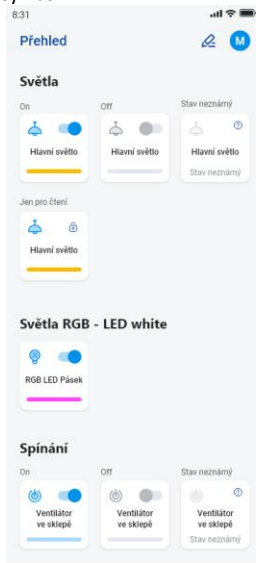 8:31
Přehled
M
Světla
On Off Stav neznámý
Hlavní světlo Hlavní světlo Hlavní světlo
Stav neznámý
Jen pro čtení
Hlavní světlo
Světla RGB - LED white
RGB LED Pásek
Spínání
On Off Stav neznámý
Ventilátor Ventilátor Ventilátor
ve sklepě ve sklepě ve sklepě
Stav neznámý